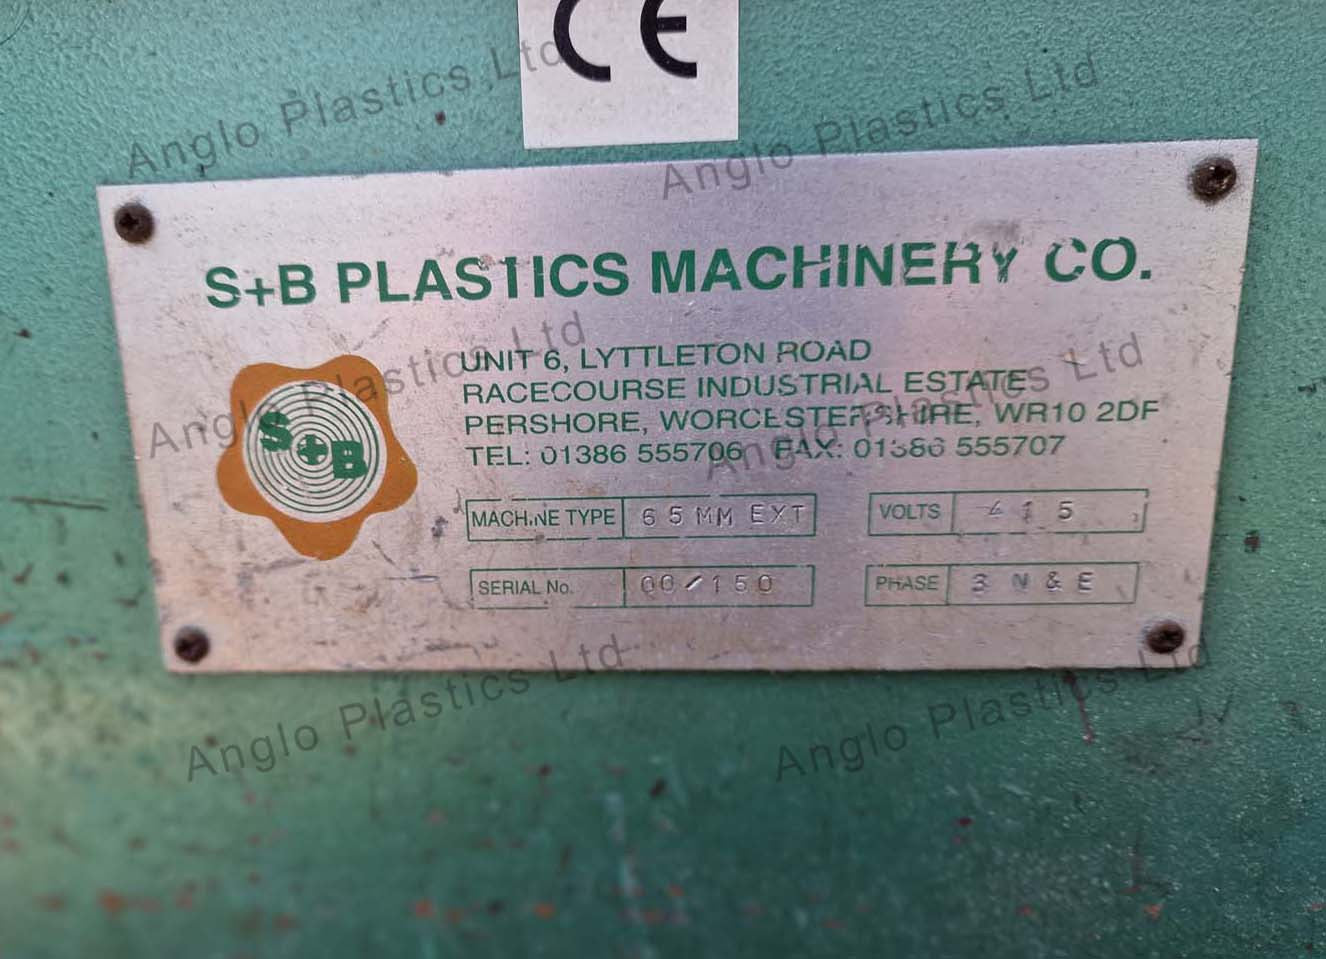 CE
Anglo Plastics Ltd
Anglo Plastics Ltd
S+B PLASTICS MACHINERY CO.
UNIT 6, LYTTLETON ROAD
RACECOURSE INDUSTRIAL ESTATE
PERSHORE, WORCESTERSHIRE, WR10 2DF
TEL: 01386 555706 FAX: 01386 555707
Anglo Plastics Ltd
Anglo Plastics Ltd
S+B
MACHINE TYPE 65MM EXT VOLTS 415
SERIAL No. 00/150 PHASE 3 N & E
Anglo Plastics Ltd
Anglo Plastics Ltd